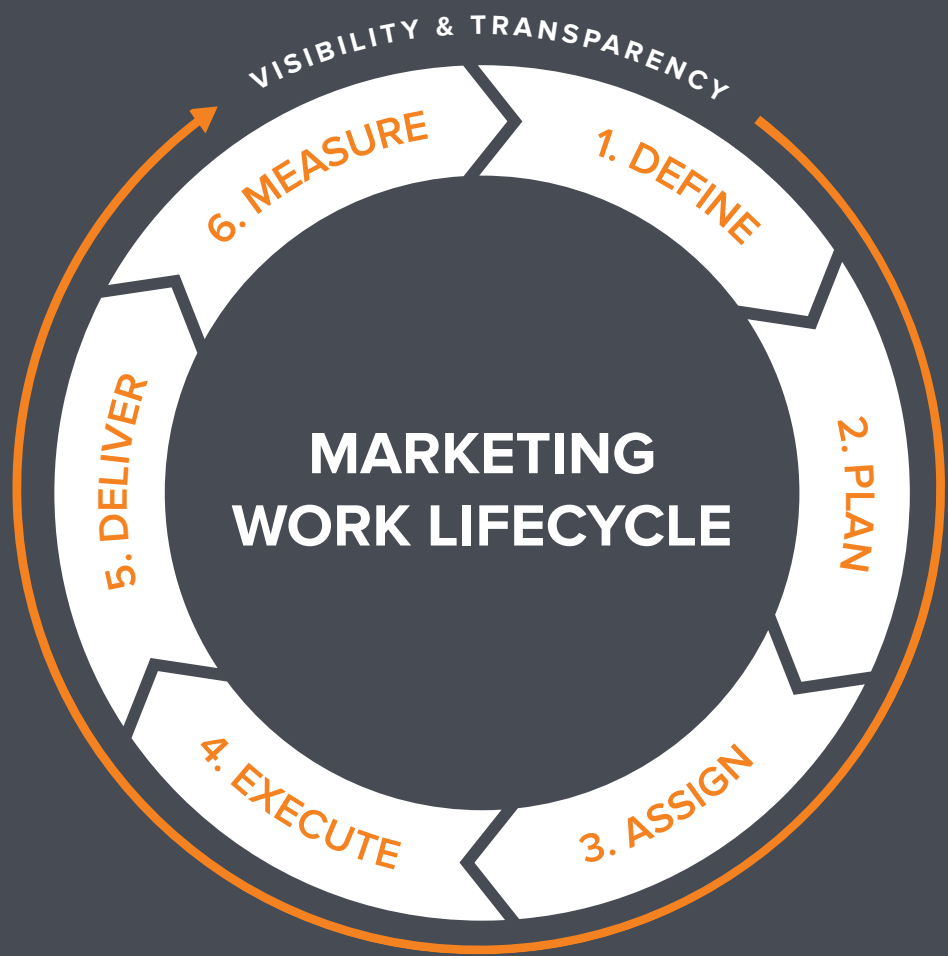 VISIBILITY & TRANSPARENCY
1. DEFINE
2. PLAN
3. ASSIGN
4. EXECUTE
5. DELIVER
6. MEASURE
MARKETING
WORK LIFECYCLE